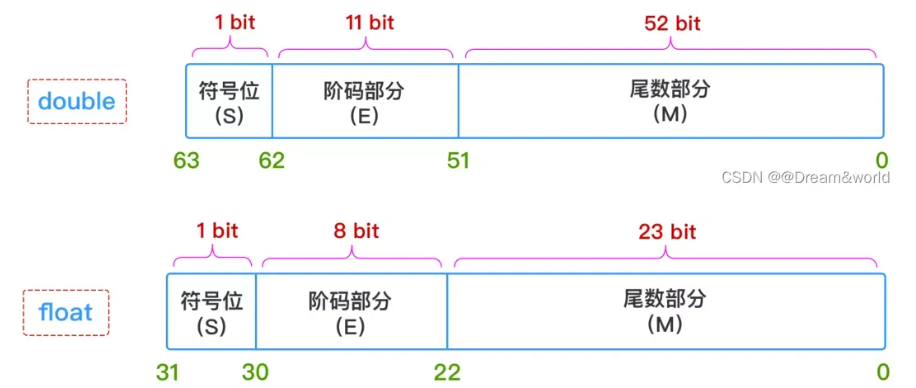 1 bit
11 bit
52 bit
double
符号位
（S）
阶码部分
（E）
尾数部分
（M）
63
62
51
0
CSDN @@Dream&world
1 bit
8 bit
23 bit
float
符号位
（S）
阶码部分
（E）
尾数部分
（M）
31
30
22
0